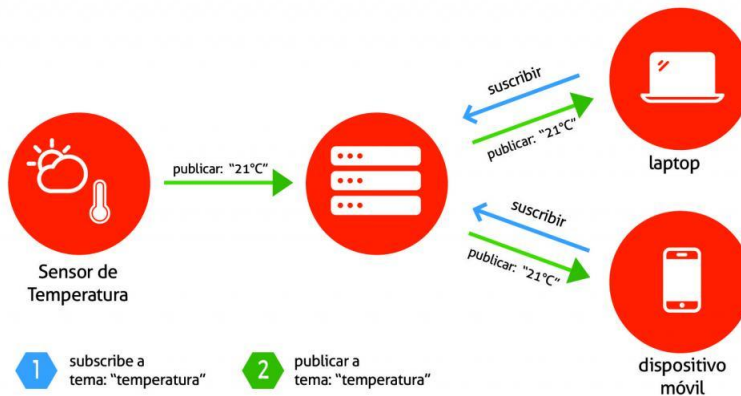 suscribir
publicar: “21°C”
laptop
publicar: “21°C”
Sensor de
Temperatura
suscribir
publicar: “21°C”
dispositivo
móvil
1
subscribe a
tema: “temperatura”
2
publicar a
tema: “temperatura”